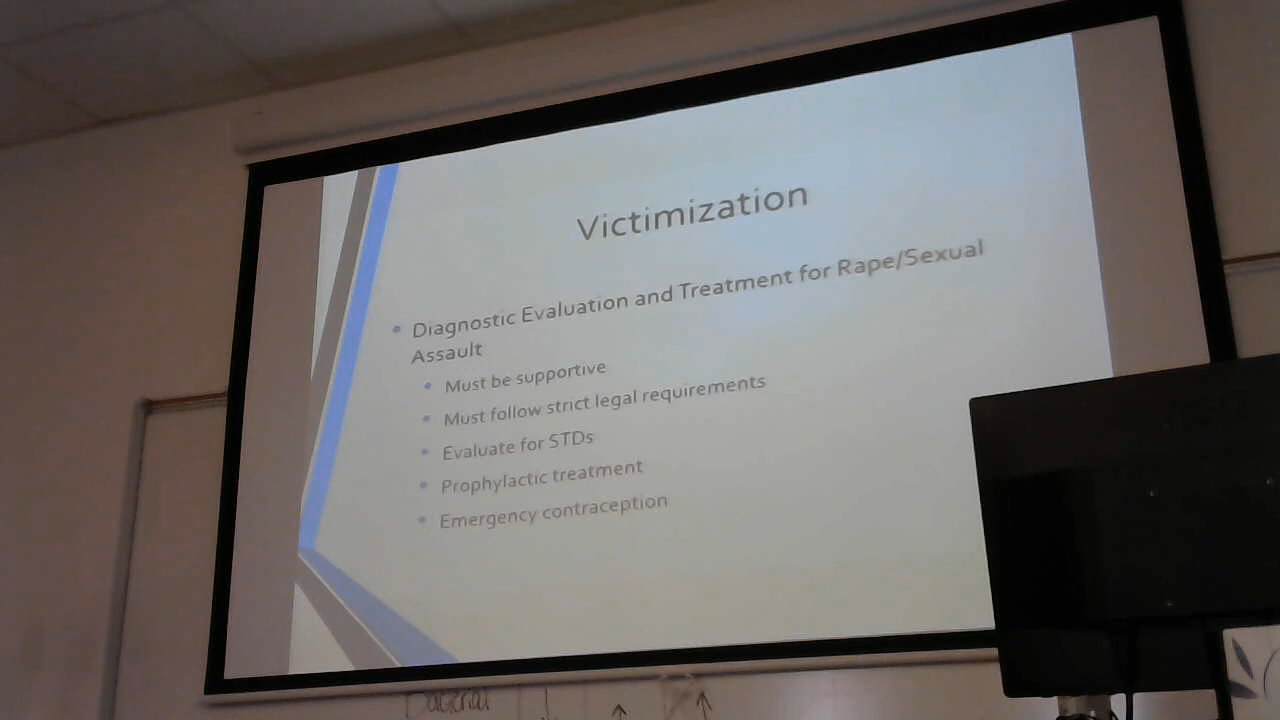 Victimization
Diagnostic Evaluation and Treatment for Rape/Sexual
Assault
Must be supportive
Must follow strict legal requirements
Evaluate for STDs
Prophylactic treatment
Emergency contraception